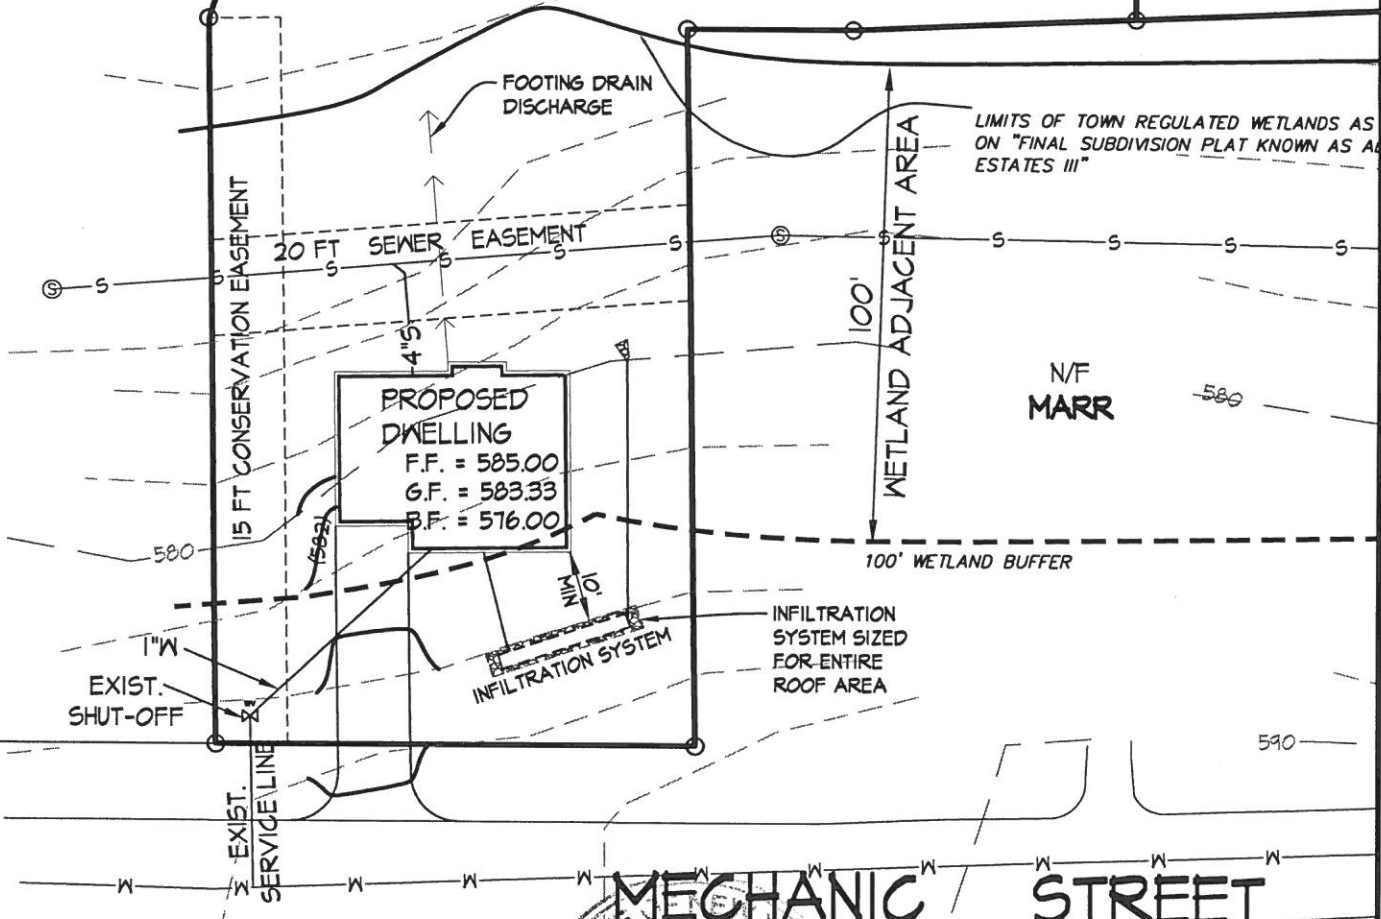 FOOTING DRAIN
DISCHARGE
LIMITS OF TOWN REGULATED WETLANDS AS
ON "FINAL SUBDIVISION PLAT KNOWN AS
ESTATES III"
15 FT CONSERVATION EASEMENT
20 FT SEWER EASEMENT
S S S S S S S S S S S S
4"S
100'
WETLAND ADJACENT AREA
N/F
MARR
580
PROPOSED
DWELLING
F.F. = 585.00
G.F. = 583.33
B.F. = 576.00
(582)
580
100' WETLAND BUFFER
10'
MIN
INFILTRATION
SYSTEM SIZED
FOR ENTIRE
ROOF AREA
INFILTRATION SYSTEM
1"W
EXIST.
SHUT-OFF
590
EXIST.
SERVICE LINE
W W W W W W W W W W W
MECHANIC STREET